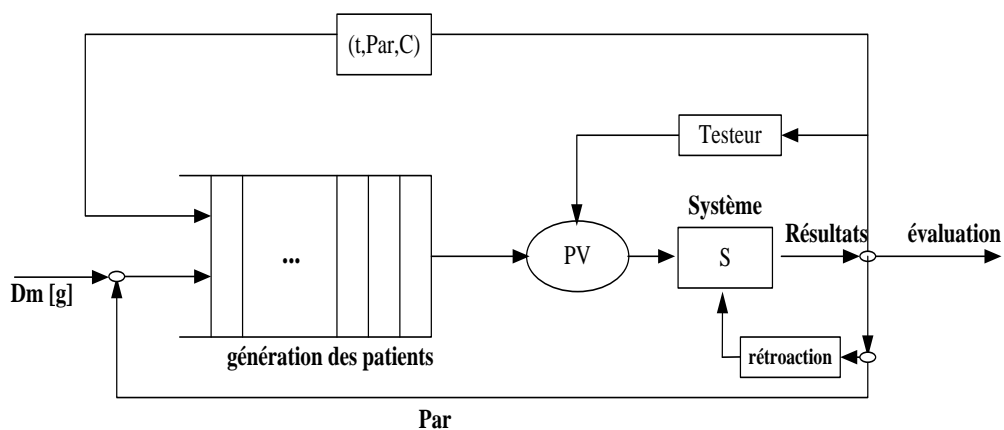 (t,Par,C)
Testeur
Système
Résultats
évaluation
...
PV
S
Dm [g]
génération des patients
rétroaction
Par